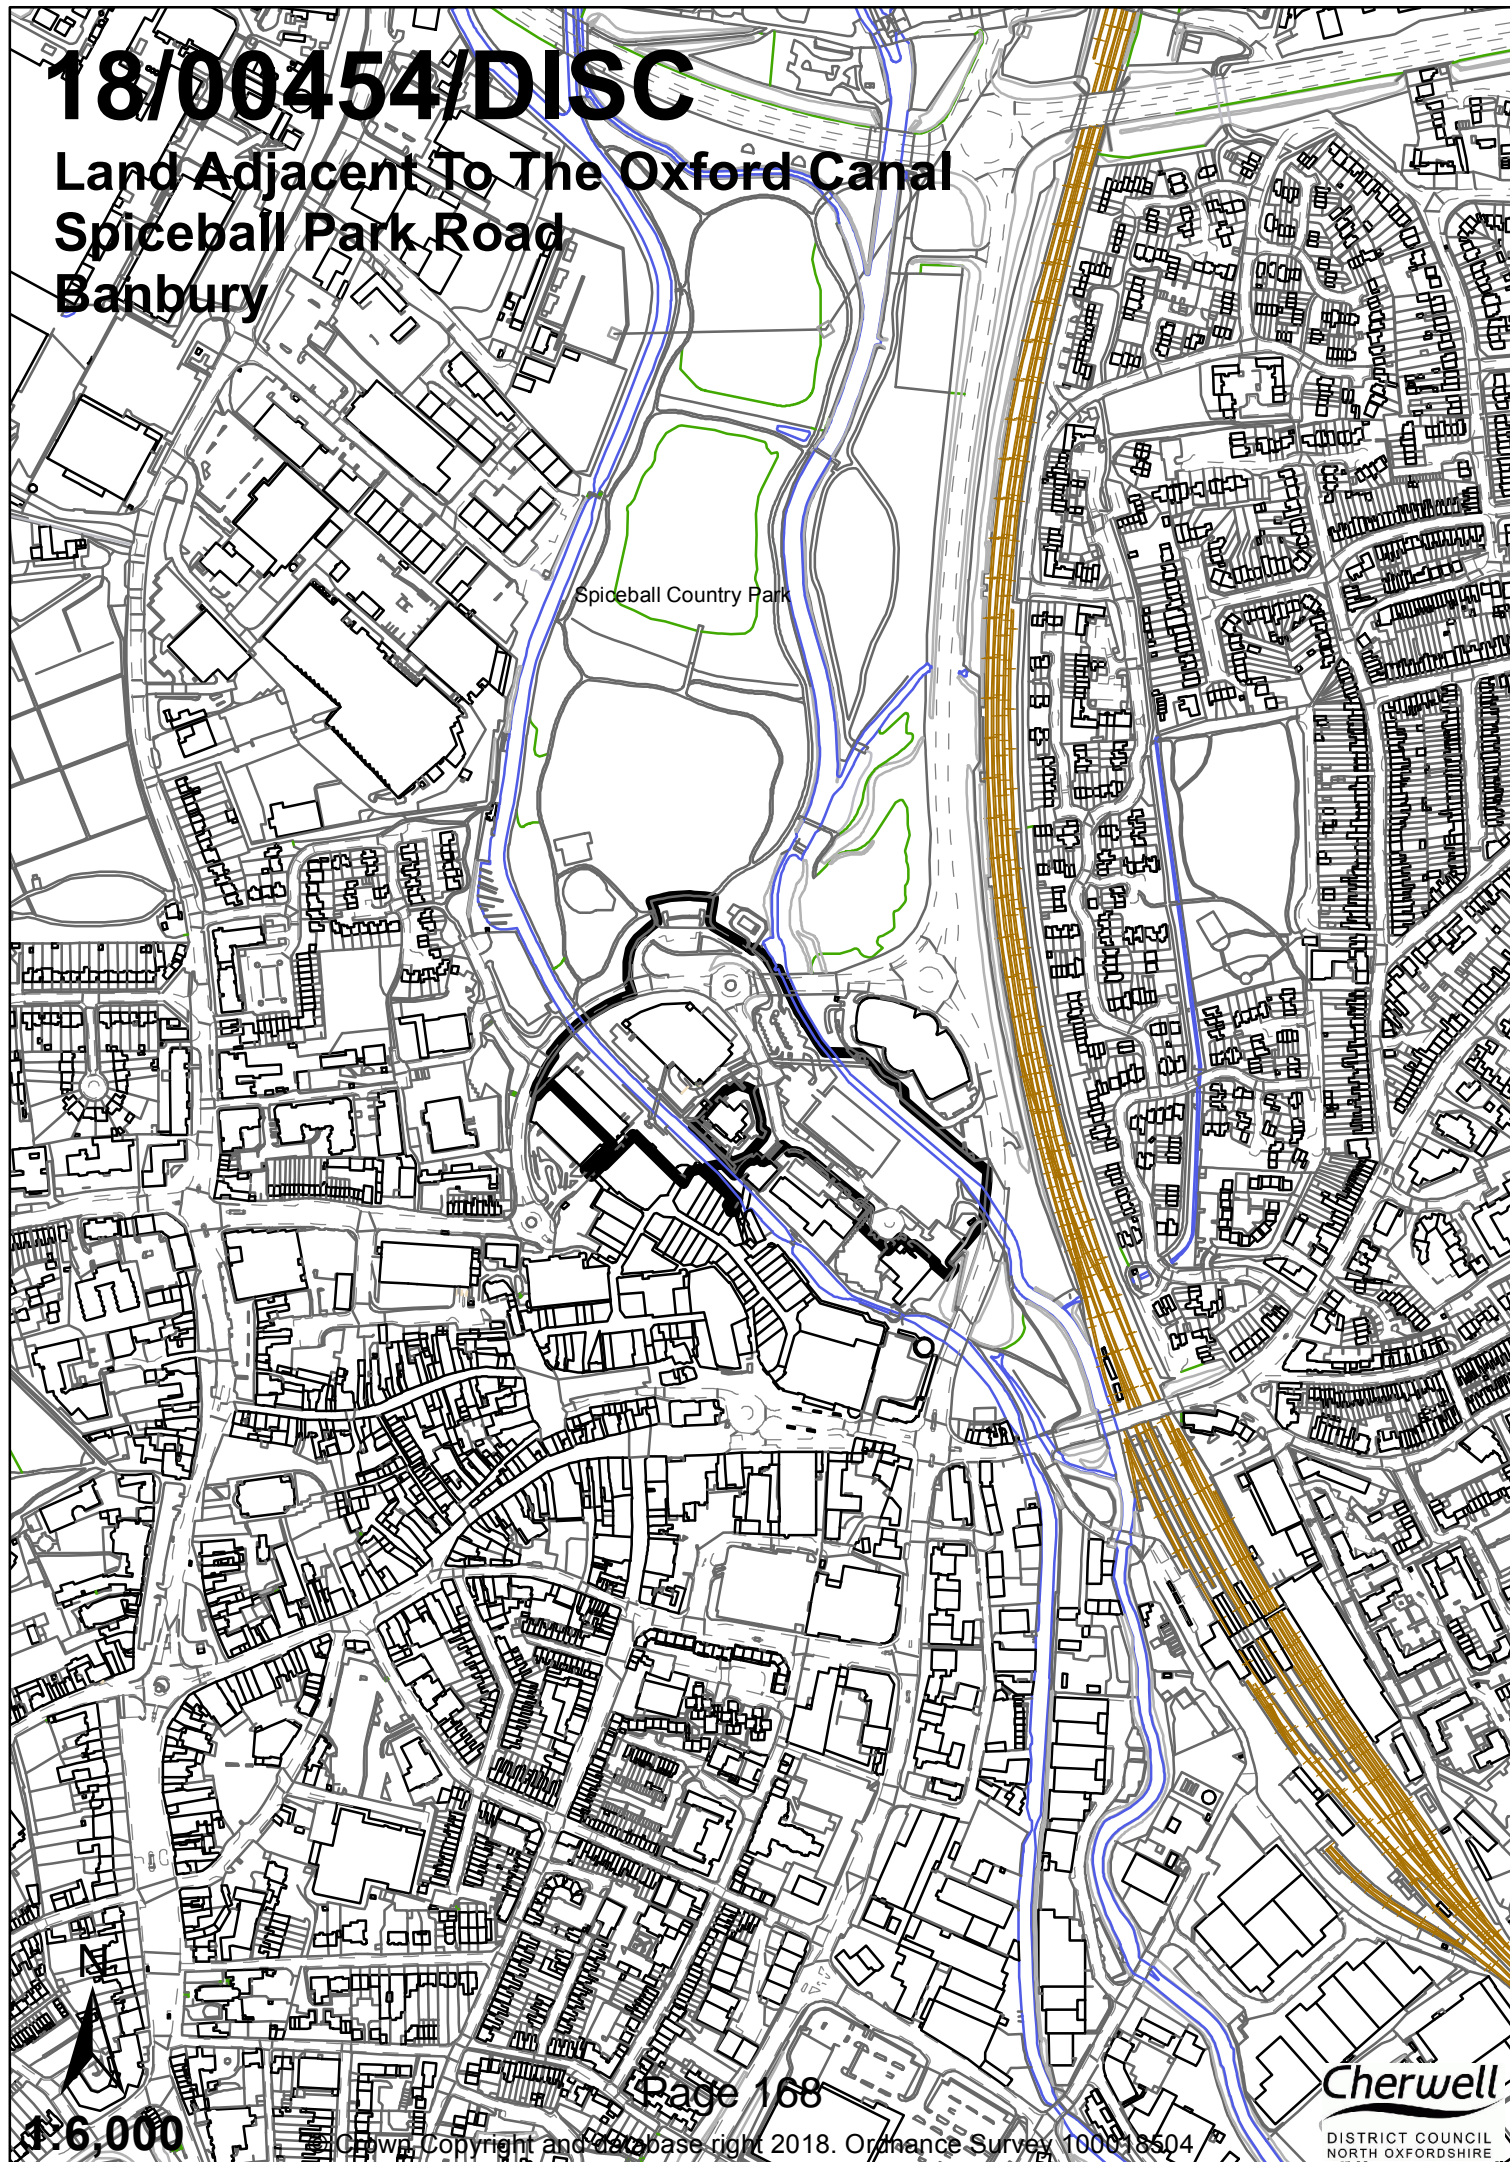 18/00454/DISC
Land Adjacent To The Oxford Canal
Spiceball Park Road
Banbury
Spiceball Country Park
N
Page 168
1:6,000
© Crown Copyright and database right 2018. Ordnance Survey 100018504
Cherwell
DISTRICT COUNCIL
NORTH OXFORDSHIRE